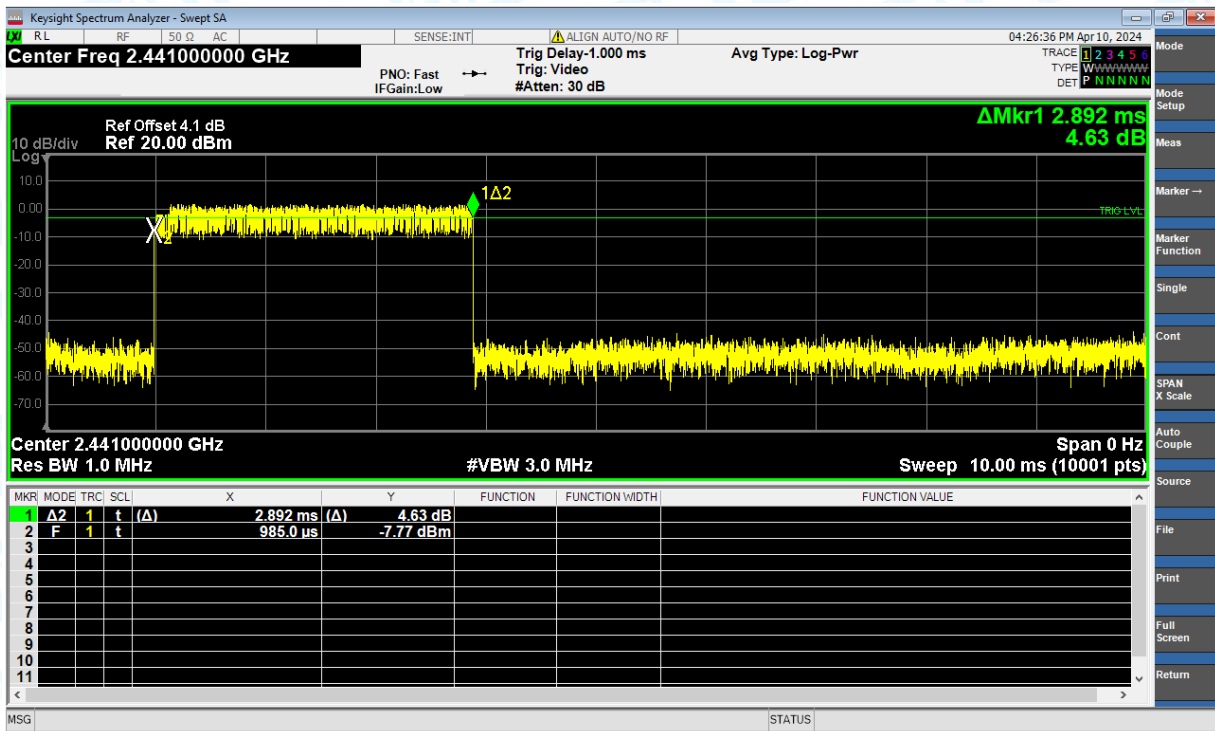 Keysight Spectrum Analyzer - Swept SA
RL RF 50 Ω AC SENSE:INT ALIGN AUTO/NO RF 04:26:36 PM Apr 10, 2024
Center Freq 2.441000000 GHz
PNO: Fast
IFGain:Low
Trig Delay-1.000 ms
Trig: Video
#Atten: 30 dB
Avg Type: Log-Pwr
TRACE 1 2 3 4 5 6
TYPE WWWWWW
DET P N N N N N
ΔMkr1 2.892 ms
4.63 dB
Ref Offset 4.1 dB
10 dB/div Ref 20.00 dBm
Log
10.0
0.00
-10.0
-20.0
-30.0
-40.0
-50.0
-60.0
-70.0
1Δ2
2
TRIG LVL
Center 2.441000000 GHz Span 0 Hz
Res BW 1.0 MHz #VBW 3.0 MHz Sweep 10.00 ms (10001 pts)
MKR MODE TRC SCL X Y FUNCTION FUNCTION WIDTH FUNCTION VALUE
1 Δ2 1 t (Δ) 2.892 ms (Δ) 4.63 dB
2 F 1 t 985.0 µs -7.77 dBm
3
4
5
6
7
8
9
10
11
MSG STATUS
Mode
Mode
Setup
Meas
Marker →
Marker
Function
Single
Cont
SPAN
X Scale
Auto
Couple
Source
File
Print
Full
Screen
Return